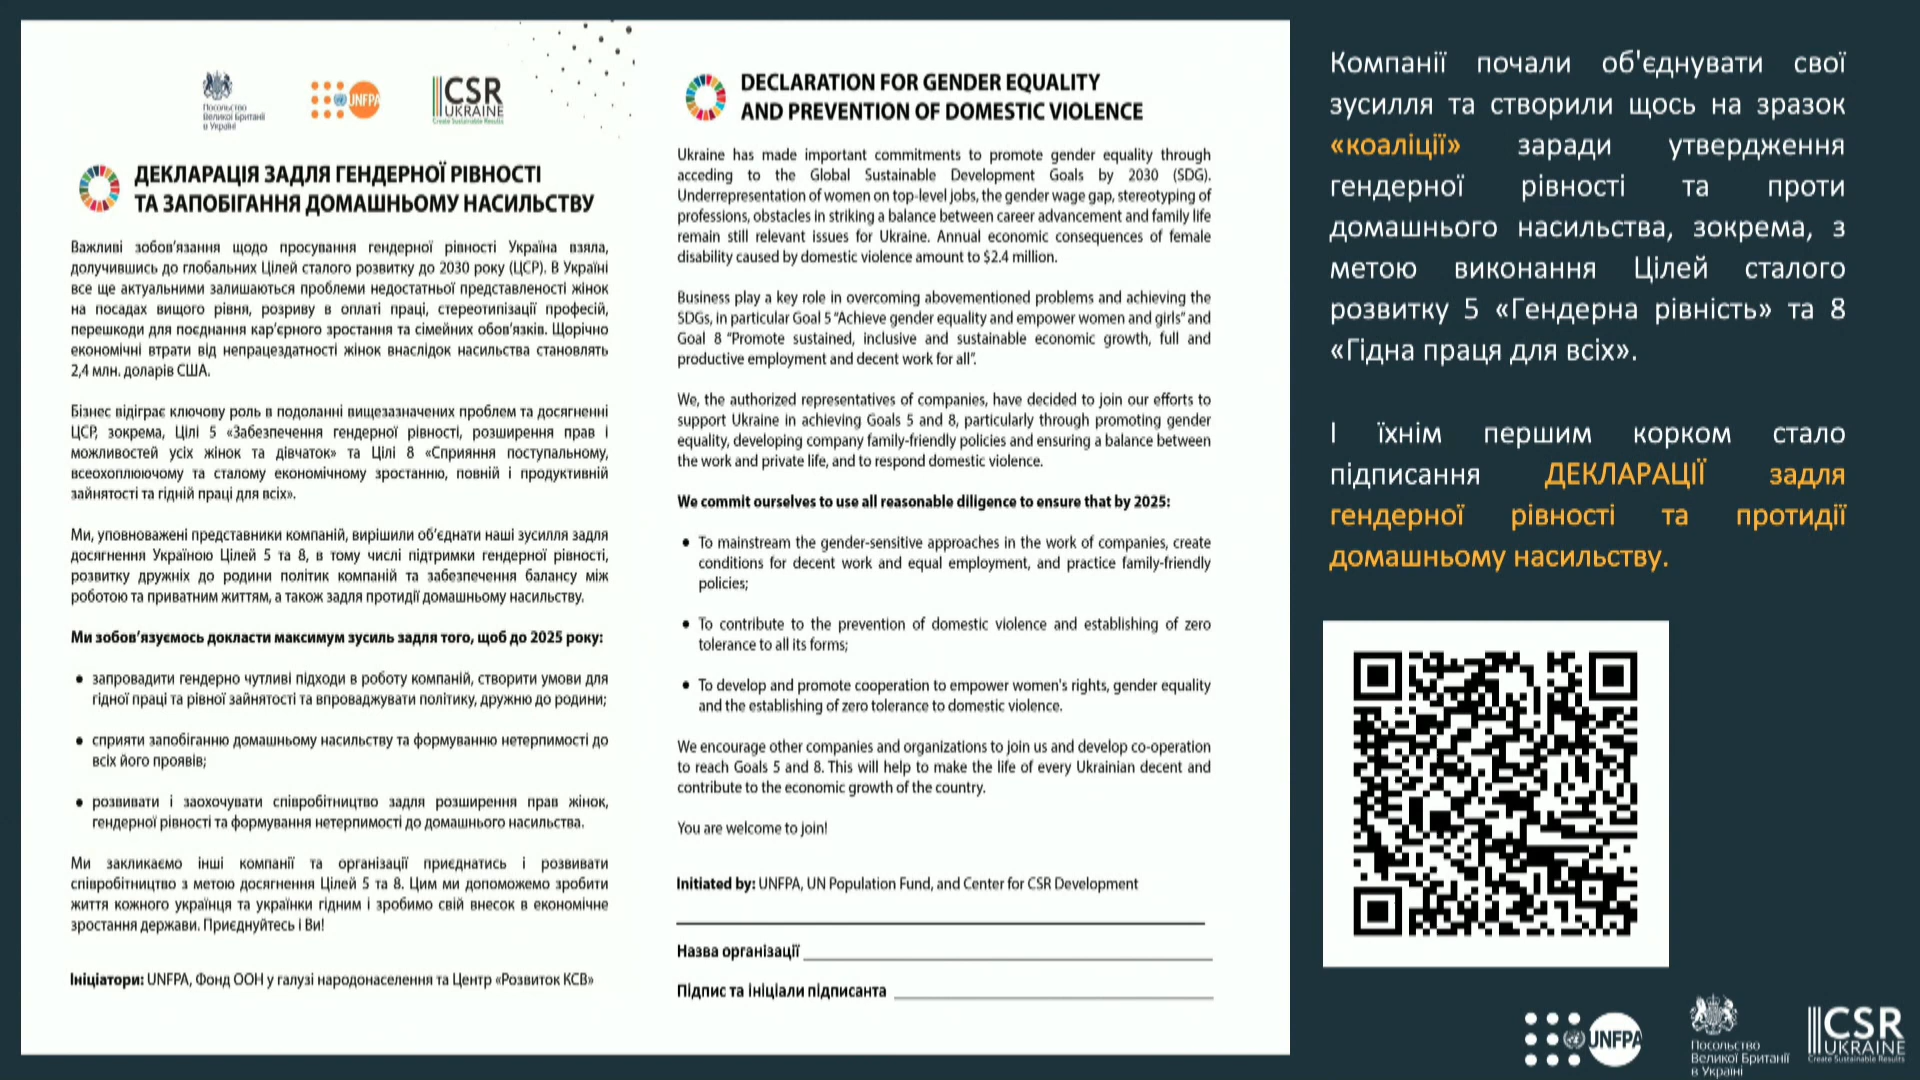 Посольство
Великої Британії
в Україні
UNFPA
CSR
UKRAINE
Create Sustainable Results
ДЕКЛАРАЦІЯ ЗАДЛЯ ГЕНДЕРНОЇ РІВНОСТІ
ТА ЗАПОБІГАННЯ ДОМАШНЬОМУ НАСИЛЬСТВУ
Важливі зобов'язання щодо просування гендерної рівності Україна взяла,
долучившись до глобальних Цілей сталого розвитку до 2030 року (ЦСР). В Україні
все ще актуальними залишаються проблеми недостатньої представленості жінок
на посадах вищого рівня, розриву в оплаті праці, стереотипізації професій,
перешкоди для поєднання кар'єрного зростання та сімейних обов'язків. Щорічно
економічні втрати від непрацездатності жінок внаслідок насильства становлять
2,4 млн. доларів США.
Бізнес відіграє ключову роль в подоланні вищезазначених проблем та досягненні
ЦСР, зокрема, Цілі 5 «Забезпечення гендерної рівності, розширення прав і
можливостей усіх жінок та дівчаток» та Цілі 8 «Сприяння поступальному,
всеохоплюючому та сталому економічному зростанню, повній і продуктивній
зайнятості та гідній праці для всіх».
Ми, уповноважені представники компаній, вирішили об'єднати наші зусилля задля
досягнення Україною Цілей 5 та 8, в тому числі підтримки гендерної рівності,
розвитку дружніх до родини політик компаній та забезпечення балансу між
роботою та приватним життям, а також задля протидії домашньому насильству.
Ми зобов'язуємось докласти максимум зусиль задля того, щоб до 2025 року:
• запровадити гендерно чутливі підходи в роботу компаній, створити умови для
гідної праці та рівної зайнятості та впроваджувати політику, дружню до родини;
• сприяти запобіганню домашньому насильству та формуванню нетерпимості до
всіх його проявів;
• розвивати і заохочувати співробітництво задля розширення прав жінок,
гендерної рівності та формування нетерпимості до домашнього насильства.
Ми закликаємо інші компанії та організації приєднатись і розвивати
співробітництво з метою досягнення Цілей 5 та 8. Цим ми допоможемо зробити
життя кожного українця та українки гідним і зробимо свій внесок в економічне
зростання держави. Приєднуйтесь і Ви!
Ініціатори: UNFPA, Фонд ООН у галузі народонаселення та Центр «Розвиток КСВ»
DECLARATION FOR GENDER EQUALITY
AND PREVENTION OF DOMESTIC VIOLENCE
Ukraine has made important commitments to promote gender equality through
acceding to the Global Sustainable Development Goals by 2030 (SDG).
Underrepresentation of women on top-level jobs, the gender wage gap, stereotyping of
professions, obstacles in striking a balance between career advancement and family life
remain still relevant issues for Ukraine. Annual economic consequences of female
disability caused by domestic violence amount to $2.4 million.
Business play a key role in overcoming abovementioned problems and achieving the
SDGs, in particular Goal 5 "Achieve gender equality and empower women and girls" and
Goal 8 "Promote sustained, inclusive and sustainable economic growth, full and
productive employment and decent work for all".
We, the authorized representatives of companies, have decided to join our efforts to
support Ukraine in achieving Goals 5 and 8, particularly through promoting gender
equality, developing company family-friendly policies and ensuring a balance between
the work and private life, and to respond domestic violence.
We commit ourselves to use all reasonable diligence to ensure that by 2025:
• To mainstream the gender-sensitive approaches in the work of companies, create
conditions for decent work and equal employment, and practice family-friendly
policies;
• To contribute to the prevention of domestic violence and establishing of zero
tolerance to all its forms;
• To develop and promote cooperation to empower women's rights, gender equality
and the establishing of zero tolerance to domestic violence.
We encourage other companies and organizations to join us and develop co-operation
to reach Goals 5 and 8. This will help to make the life of every Ukrainian decent and
contribute to the economic growth of the country.
You are welcome to join!
Initiated by: UNFPA, UN Population Fund, and Center for CSR Development
Назва організації
Підпис та ініціали підписанта
Компанії почали об'єднувати свої
зусилля та створили щось на зразок
«коаліції» заради утвердження
гендерної рівності та проти
домашнього насильства, зокрема, з
метою виконання Цілей сталого
розвитку 5 «Гендерна рівність» та 8
«Гідна праця для всіх».
І їхнім першим корком стало
підписання ДЕКЛАРАЦІЇ задля
гендерної рівності та протидії
домашньому насильству.
UNFPA
Посольство
Великої Британії
в Україні
CSR
UKRAINE
Create Sustainable Results